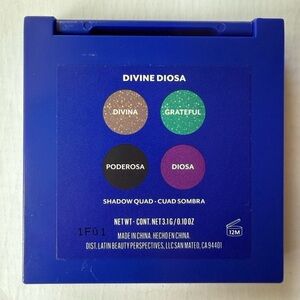 DIVINE DIOSA
DIVINA
GRATEFUL
PODEROSA
DIOSA
SHADOW QUAD - CUAD SOMBRA
NET WT - CONT. NET 3.1 G / 0.10 OZ
1F01
MADE IN CHINA. HECHO EN CHINA.
DIST. LATIN BEAUTY PERSPECTIVES, LLC SAN MATEO, CA 94401
12M